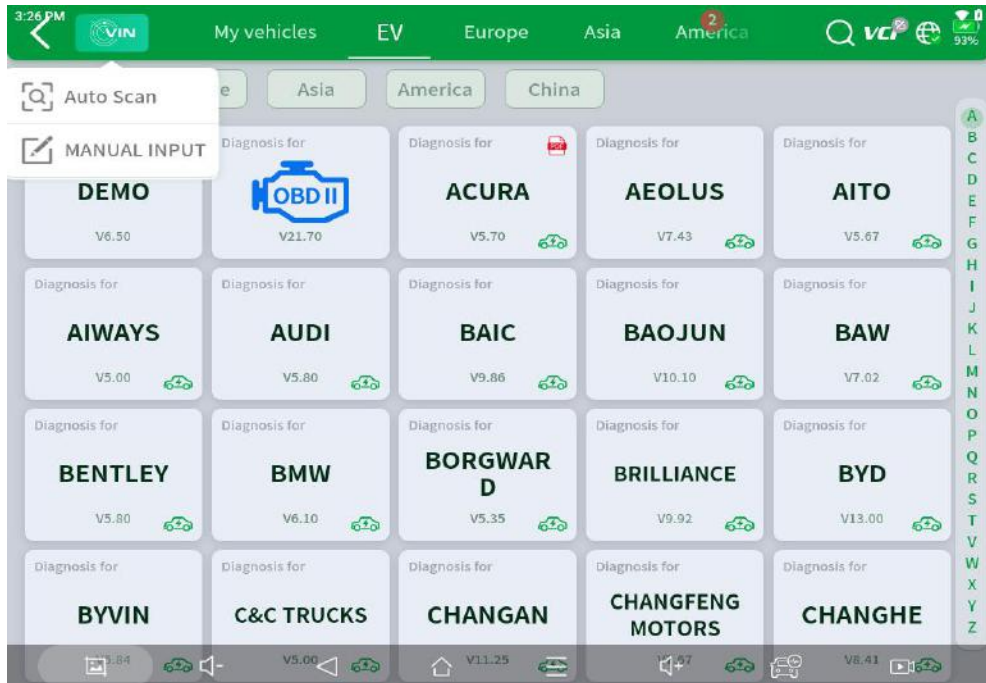 3:26 PM
VIN
My vehicles
EV
Europe
Asia
America
2
VCI
93%
Auto Scan
MANUAL INPUT
e
Asia
America
China
DEMO
V6.50
Diagnosis for
OBD II
V21.70
Diagnosis for
PDF
ACURA
V5.70
Diagnosis for
AEOLUS
V7.43
Diagnosis for
AITO
V5.67
Diagnosis for
AIWAYS
V5.00
Diagnosis for
AUDI
V5.80
Diagnosis for
BAIC
V9.86
Diagnosis for
BAOJUN
V10.10
Diagnosis for
BAW
V7.02
Diagnosis for
BENTLEY
V5.80
Diagnosis for
BMW
V6.10
Diagnosis for
BORGWAR
D
V5.35
Diagnosis for
BRILLIANCE
V9.92
Diagnosis for
BYD
V13.00
Diagnosis for
BYVIN
Diagnosis for
C&C TRUCKS
V5.00
Diagnosis for
CHANGAN
V11.25
Diagnosis for
CHANGFENG
MOTORS
Diagnosis for
CHANGHE
V8.41
A
B
C
D
E
F
G
H
I
J
K
L
M
N
O
P
Q
R
S
T
V
W
X
Y
Z